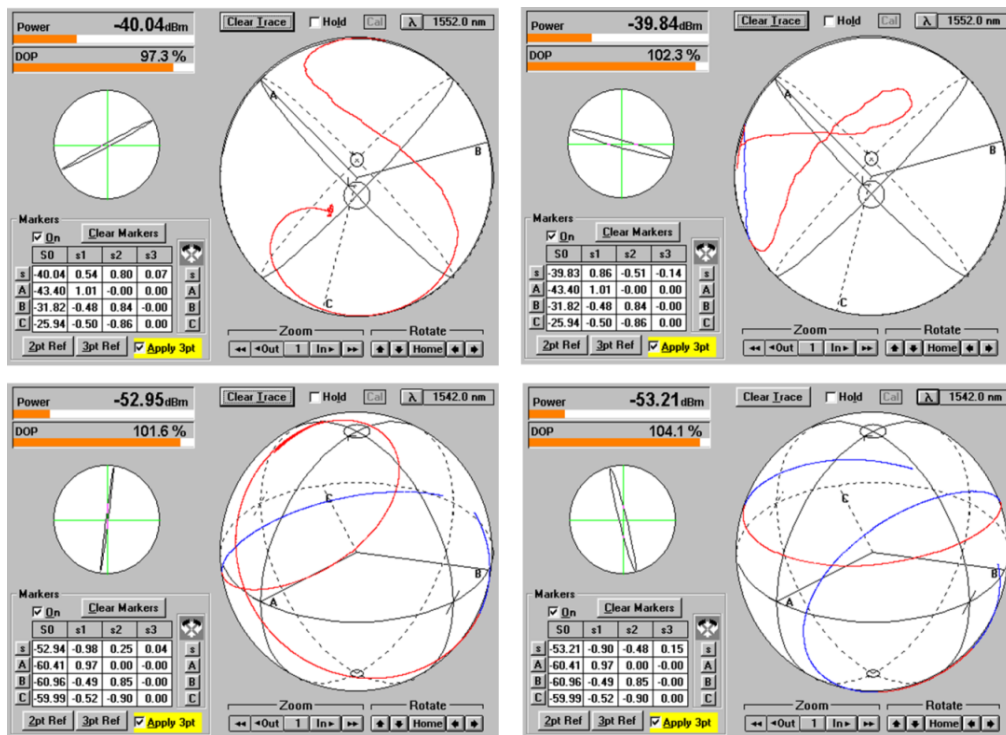 Power -40.04dBm
DOP 97.3 %
Clear Trace Hold Cal λ 1552.0 nm
A
B
C
Markers
On Clear Markers
S0 s1 s2 s3
s -40.04 0.54 0.80 0.07 s
A -43.40 1.01 -0.00 -0.00 A
B -31.82 -0.48 0.84 -0.00 B
C -25.94 -0.50 -0.86 0.00 C
2pt Ref 3pt Ref Apply 3pt
Zoom Rotate
Out 1 In Home
Power -39.84dBm
DOP 102.3 %
Clear Trace Hold Cal λ 1552.0 nm
A
B
C
Markers
On Clear Markers
S0 s1 s2 s3
s -39.83 0.86 -0.51 -0.14 s
A -43.40 1.01 -0.00 -0.00 A
B -31.82 -0.48 0.84 -0.00 B
C -25.94 -0.50 -0.86 0.00 C
2pt Ref 3pt Ref Apply 3pt
Zoom Rotate
Out 1 In Home
Power -52.95dBm
DOP 101.6 %
Clear Trace Hold Cal λ 1542.0 nm
C
B
A
Markers
On Clear Markers
S0 s1 s2 s3
s -52.94 -0.98 0.25 0.04 s
A -60.41 0.97 0.00 -0.00 A
B -60.96 -0.49 0.85 -0.00 B
C -59.99 -0.52 -0.90 0.00 C
2pt Ref 3pt Ref Apply 3pt
Zoom Rotate
Out 1 In Home
Power -53.21dBm
DOP 104.1 %
Clear Trace Hold Cal λ 1542.0 nm
C
B
A
Markers
On Clear Markers
S0 s1 s2 s3
s -53.21 -0.90 -0.48 0.15 s
A -60.41 0.97 0.00 -0.00 A
B -60.96 -0.49 0.85 -0.00 B
C -59.99 -0.52 -0.90 0.00 C
2pt Ref 3pt Ref Apply 3pt
Zoom Rotate
Out 1 In Home